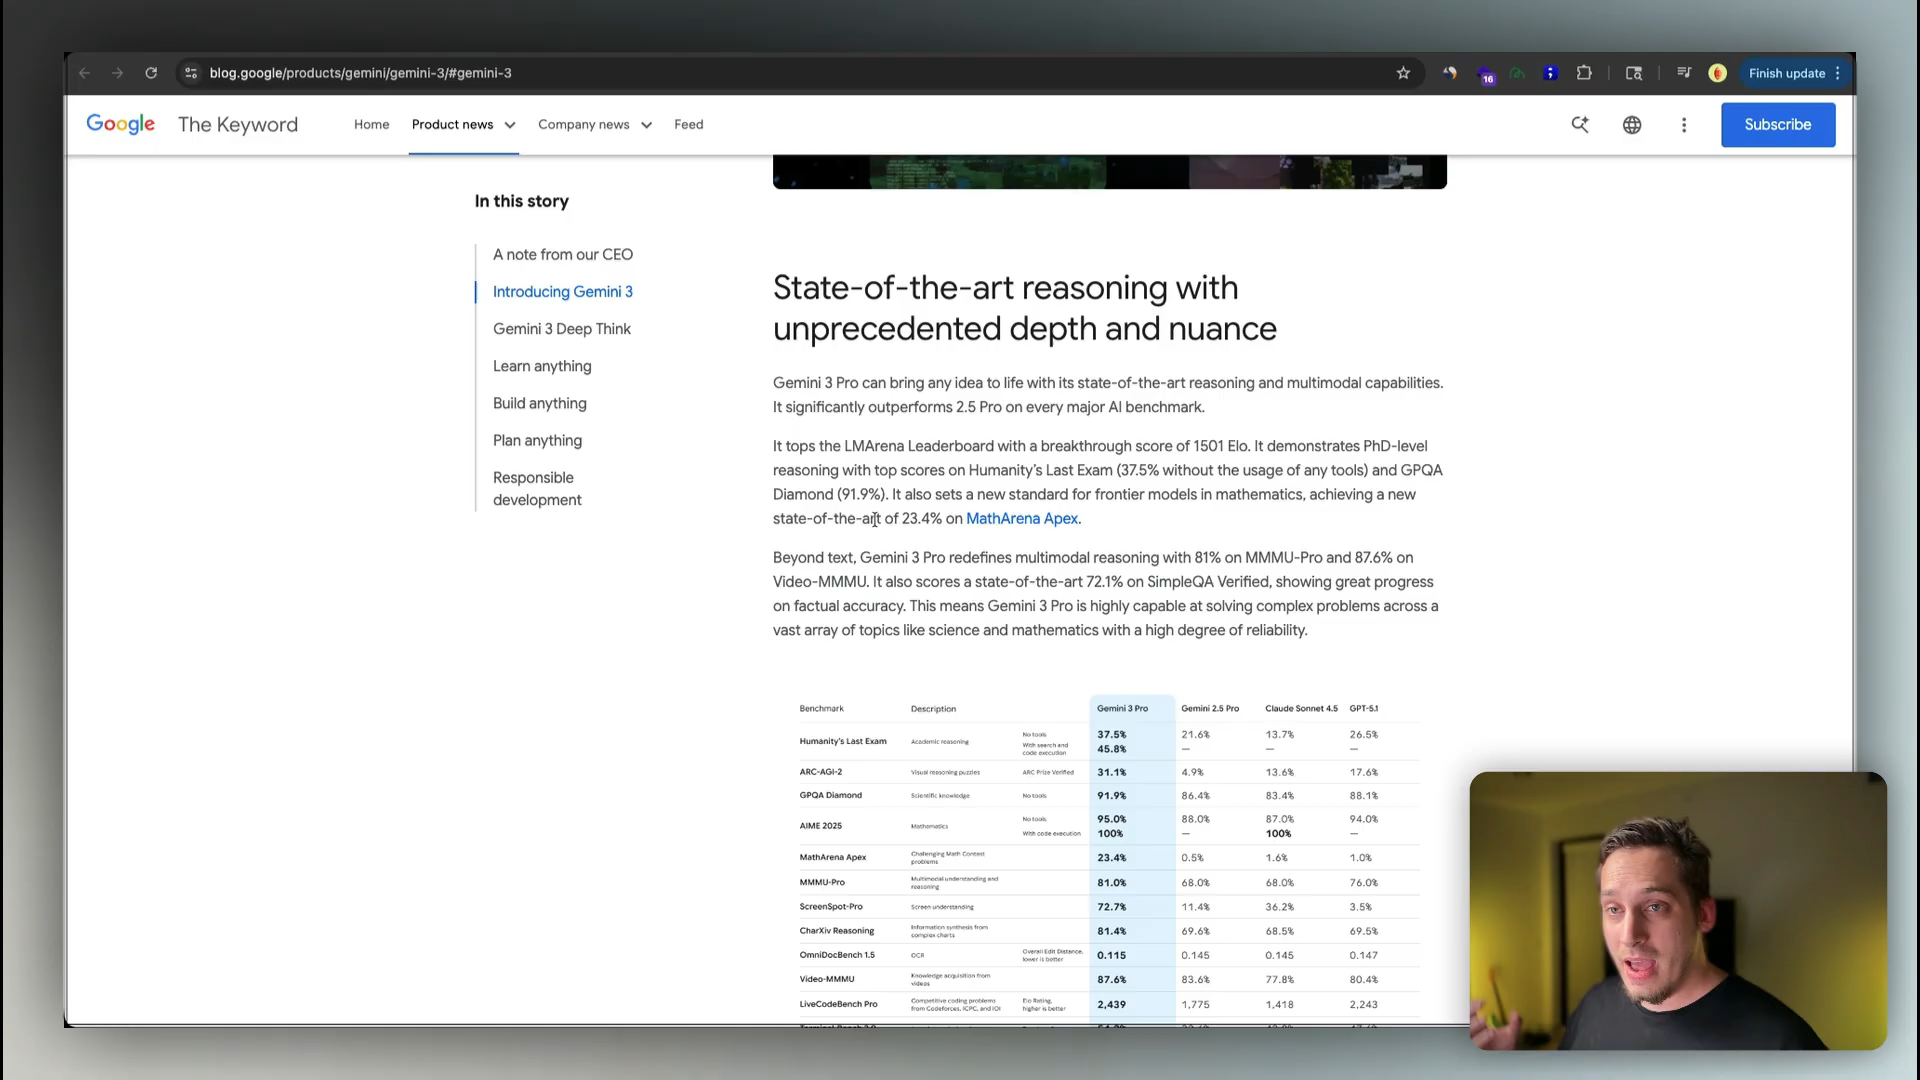 blog.google/products/gemini/gemini-3/#gemini-3
16
Finish update
Google The Keyword
Home
Product news
Company news
Feed
Subscribe
In this story
A note from our CEO
Introducing Gemini 3
Gemini 3 Deep Think
Learn anything
Build anything
Plan anything
Responsible
development
State-of-the-art reasoning with
unprecedented depth and nuance
Gemini 3 Pro can bring any idea to life with its state-of-the-art reasoning and multimodal capabilities.
It significantly outperforms 2.5 Pro on every major AI benchmark.
It tops the LMArena Leaderboard with a breakthrough score of 1501 Elo. It demonstrates PhD-level
reasoning with top scores on Humanity's Last Exam (37.5% without the usage of any tools) and GPQA
Diamond (91.9%). It also sets a new standard for frontier models in mathematics, achieving a new
state-of-the-art of 23.4% on MathArena Apex.
Beyond text, Gemini 3 Pro redefines multimodal reasoning with 81% on MMMU-Pro and 87.6% on
Video-MMMU. It also scores a state-of-the-art 72.1% on SimpleQA Verified, showing great progress
on factual accuracy. This means Gemini 3 Pro is highly capable at solving complex problems across a
vast array of topics like science and mathematics with a high degree of reliability.
Benchmark Description Gemini 3 Pro Gemini 2.5 Pro Claude Sonnet 4.5 GPT-5.1
Humanity's Last Exam Academic reasoning No tools 37.5% 21.6% 13.7% 26.5%
With search and code execution 45.8% — — —
ARC-AGI-2 Visual reasoning puzzles ARC Prize Verified 31.1% 4.9% 13.6% 17.6%
GPQA Diamond Scientific knowledge No tools 91.9% 86.4% 83.4% 88.1%
AIME 2025 Mathematics No tools 95.0% 88.0% 87.0% 94.0%
With code execution 100% — 100% —
MathArena Apex Challenging Math Contest problems 23.4% 0.5% 1.6% 1.0%
MMMU-Pro Multimodal understanding and reasoning 81.0% 68.0% 68.0% 76.0%
ScreenSpot-Pro Screen understanding 72.7% 11.4% 36.2% 3.5%
CharXiv Reasoning Information synthesis from complex charts 81.4% 69.6% 68.5% 69.5%
OmniDocBench 1.5 OCR Overall Edit Distance, lower is better 0.115 0.145 0.145 0.147
Video-MMMU Knowledge acquisition from videos 87.6% 83.6% 77.8% 80.4%
LiveCodeBench Pro Competitive coding problems from Codeforces, ICPC, and IOI Elo Rating, higher is better 2,439 1,775 1,418 2,243